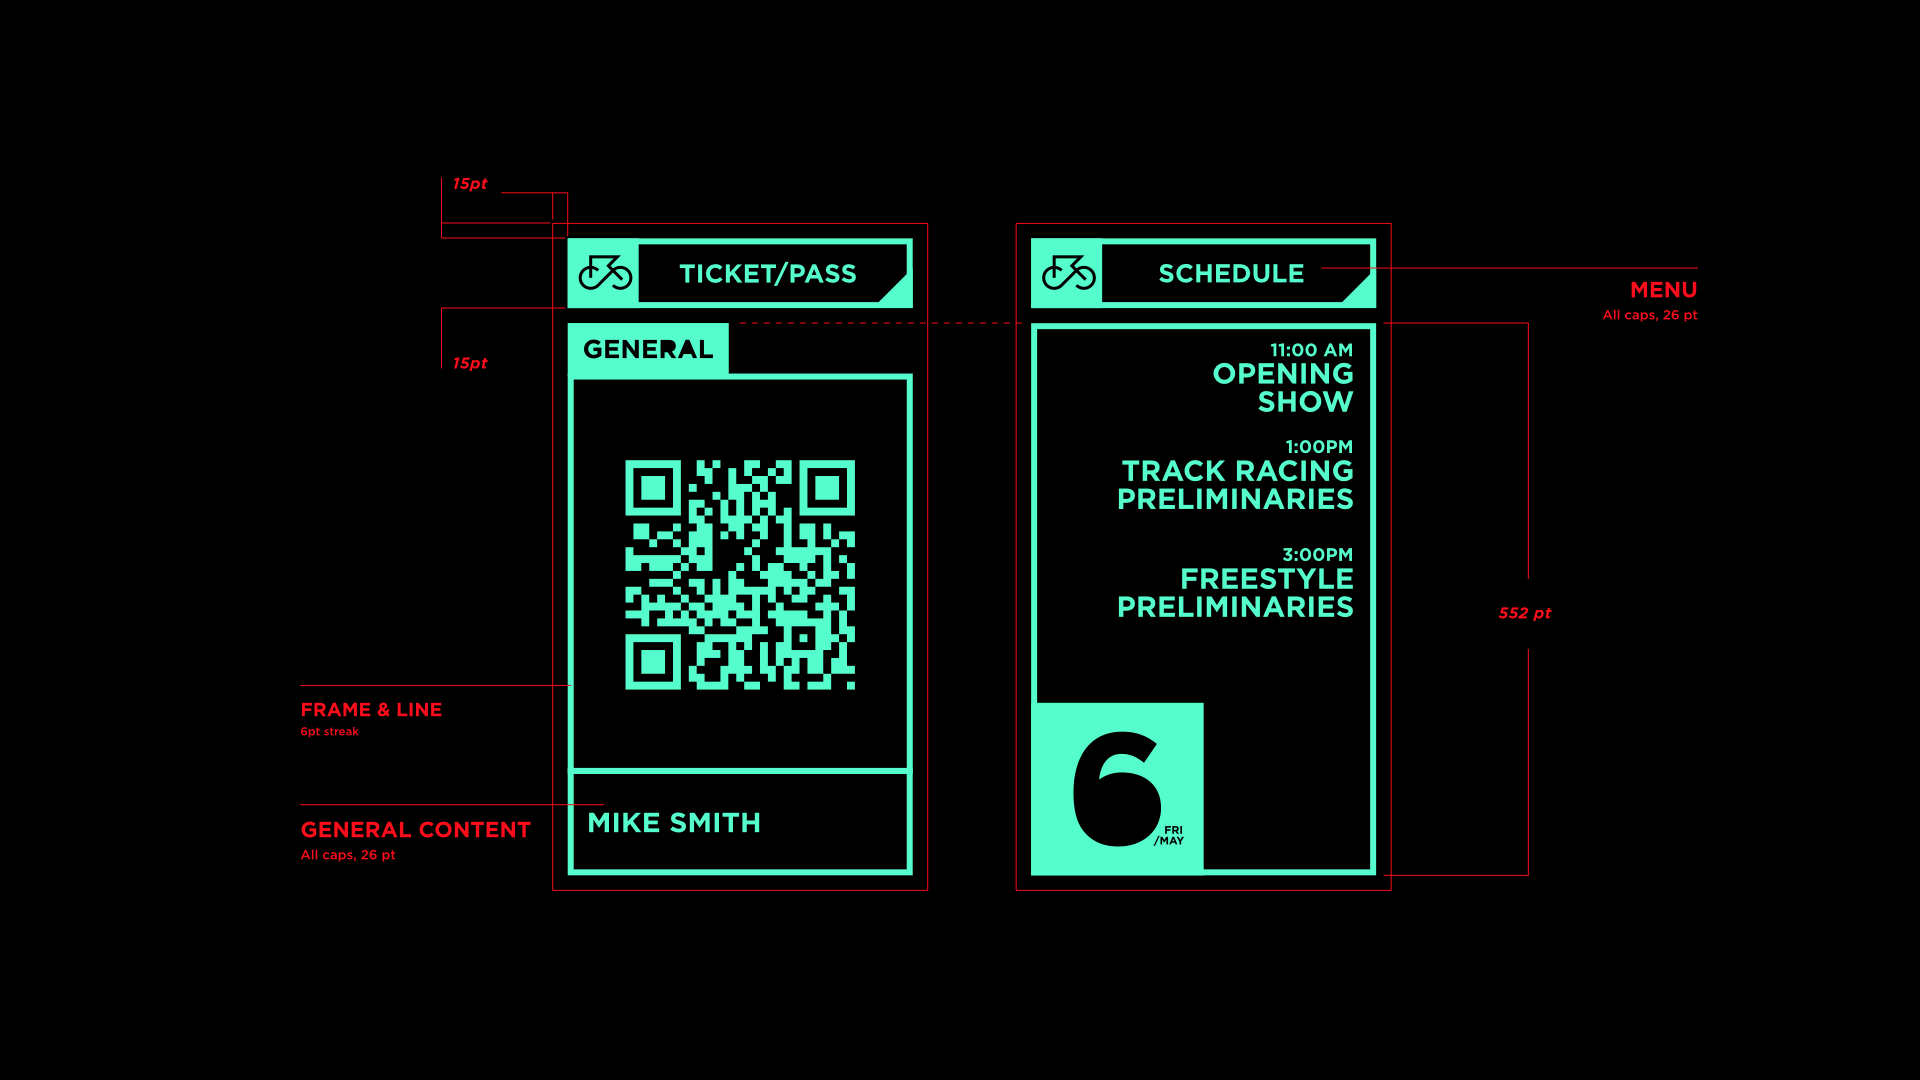 15pt
TICKET/PASS
15pt
GENERAL
FRAME & LINE
6pt streak
GENERAL CONTENT
All caps, 26 pt
MIKE SMITH
SCHEDULE
MENU
All caps, 26 pt
11:00 AM
OPENING
SHOW
1:00PM
TRACK RACING
PRELIMINARIES
3:00PM
FREESTYLE
PRELIMINARIES
552 pt
6
FRI
/MAY